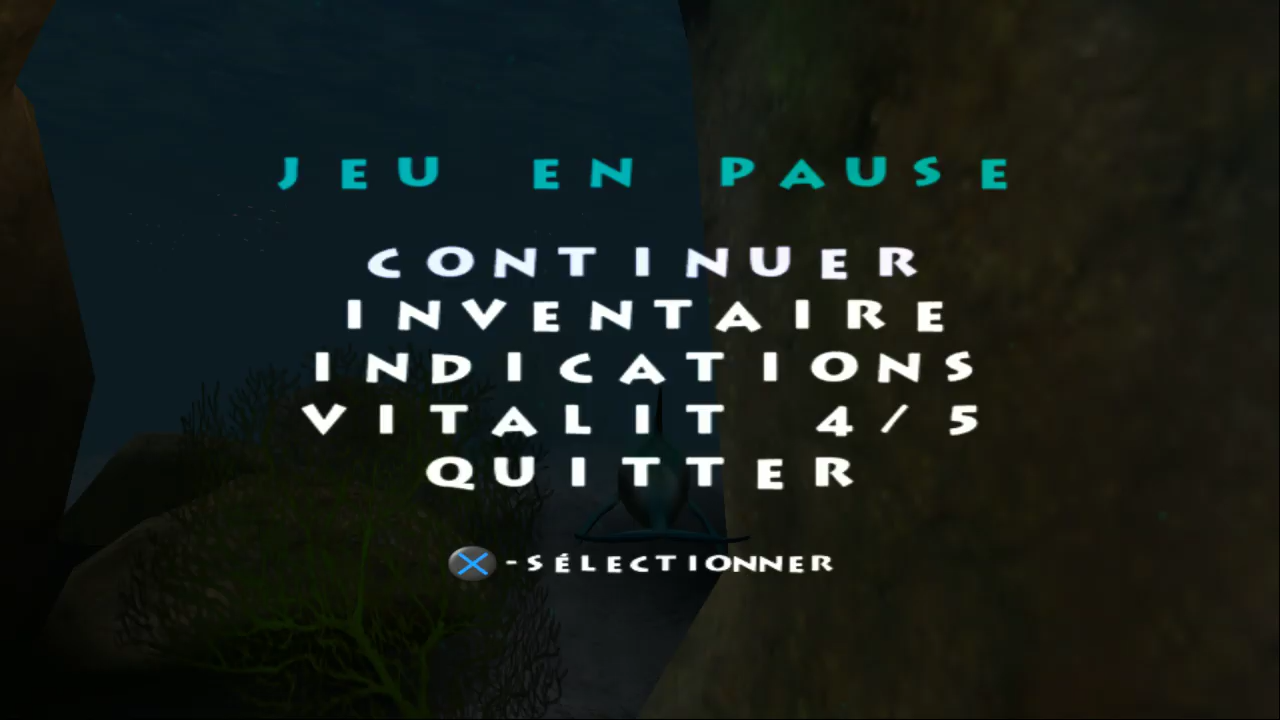 JEU EN PAUSE
CONTINUER
INVENTAIRE
INDICATIONS
VITALIT 4/5
QUITTER
-SÉLECTIONNER